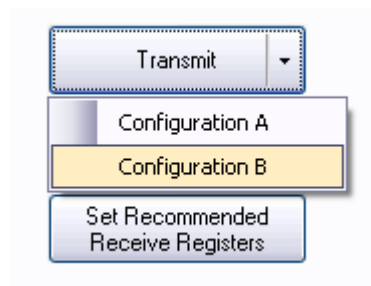 Transmit
Configuration A
Configuration B
Set Recommended
Receive Registers